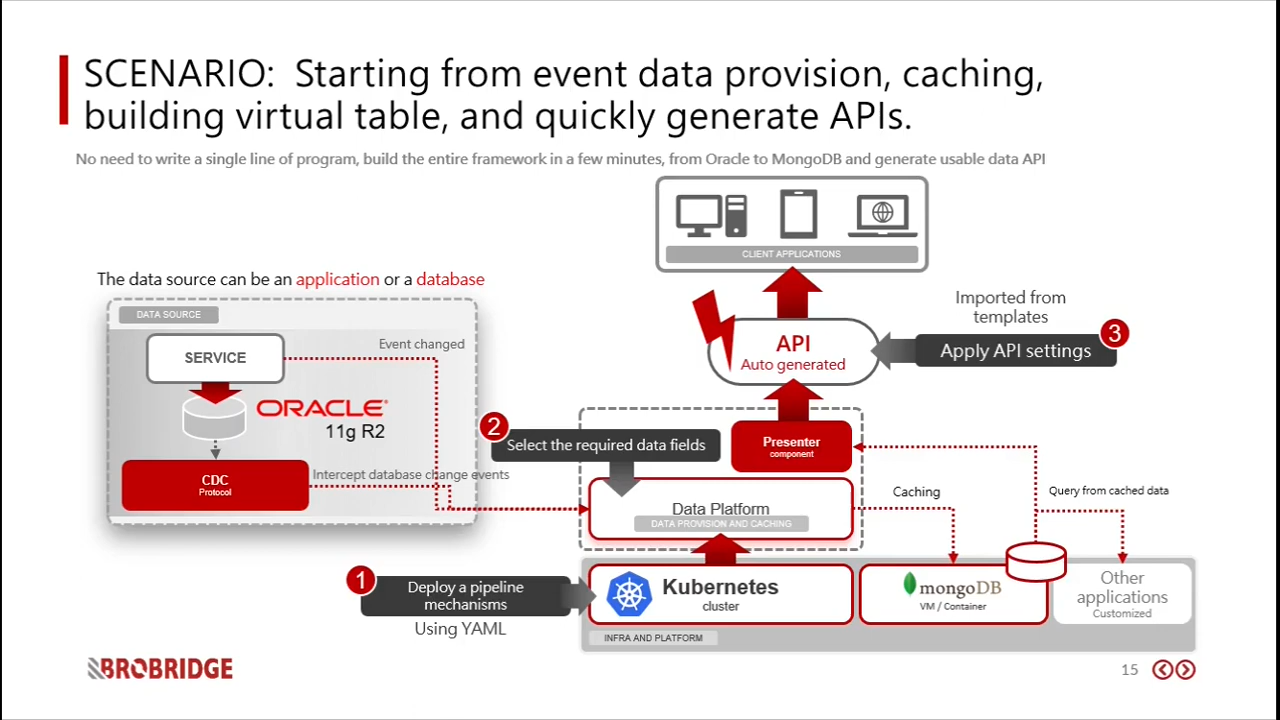 SCENARIO: Starting from event data provision, caching,
building virtual table, and quickly generate APIs.
No need to write a single line of program, build the entire framework in a few minutes, from Oracle to MongoDB and generate usable data API
CLIENT APPLICATIONS
The data source can be an application or a database
DATA SOURCE
SERVICE
Event changed
ORACLE
11g R2
CDC
Protocol
Intercept database change events
Imported from
templates
3
Apply API settings
API
Auto generated
2
Select the required data fields
Presenter
component
Data Platform
DATA PROVISION AND CACHING
Caching
Query from cached data
1
Deploy a pipeline
mechanisms
Using YAML
Kubernetes
cluster
mongoDB
VM / Container
Other
applications
Customized
INFRA AND PLATFORM
BROBRIDGE
15